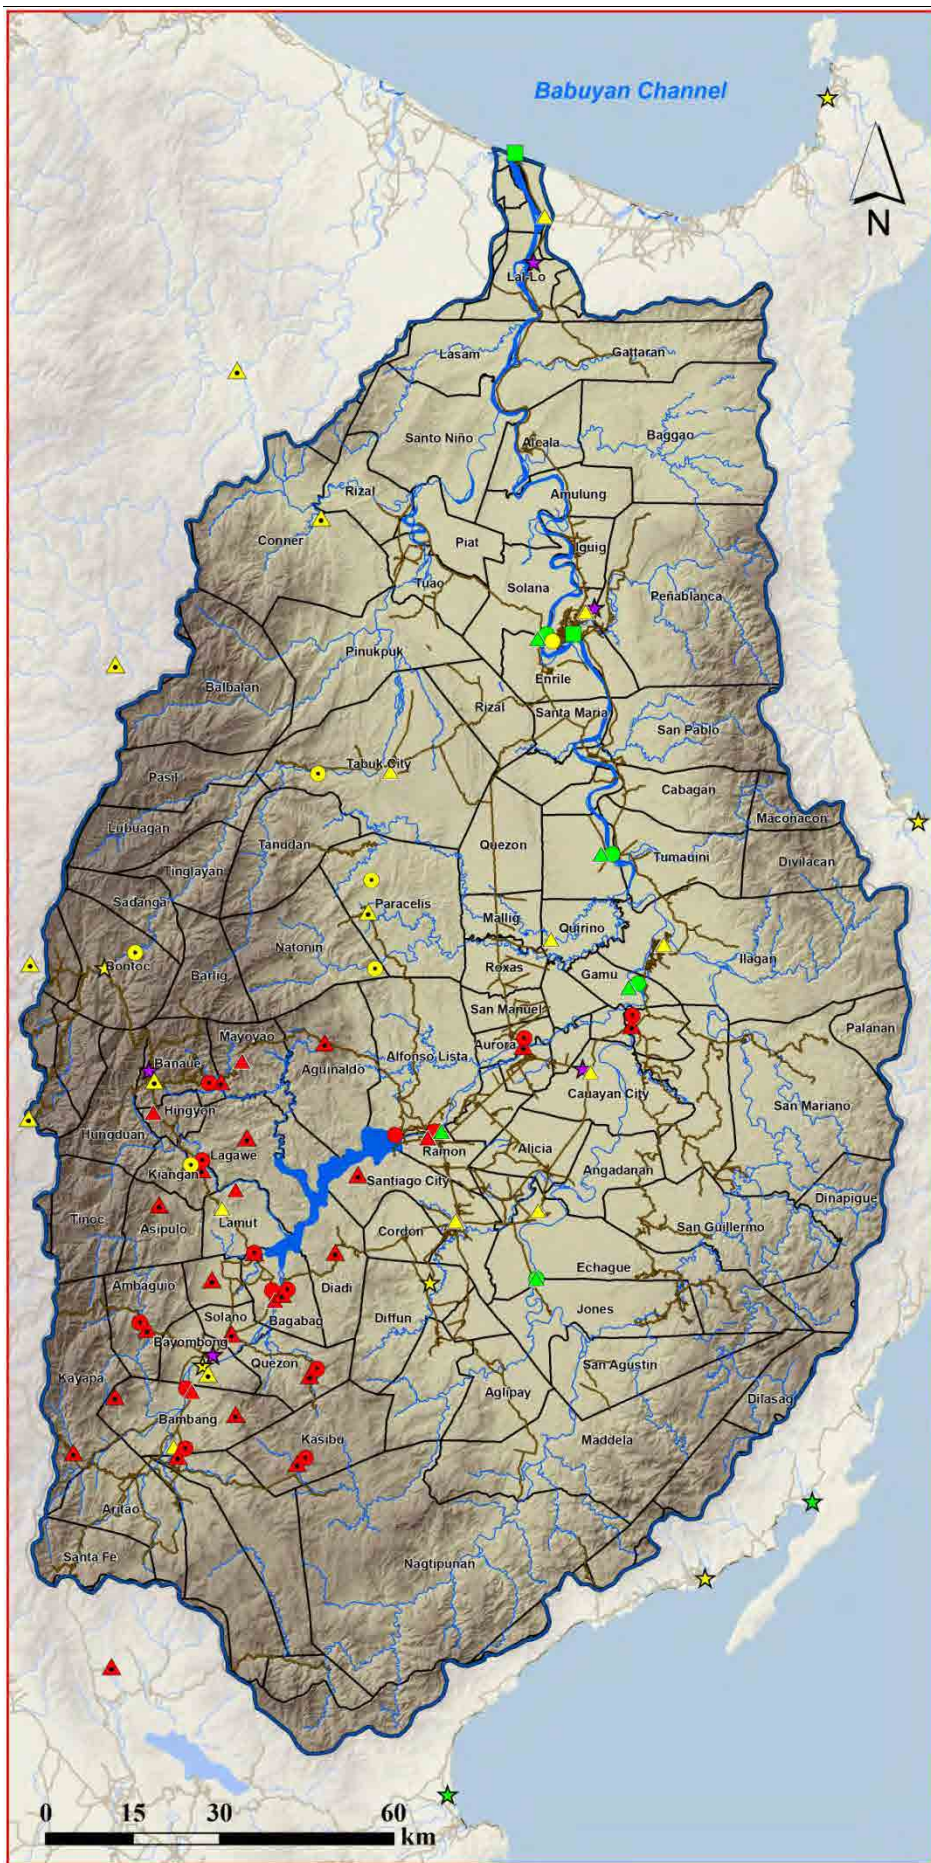 Babuyan Channel
N
Lal-Lo
Lasam
Gattaran
Santo Niño
Alcala
Baggao
Rizal
Amulung
Conner
Piat
Iguig
Tuao
Solana
Peñablanca
Pinukpuk
Enrile
Balbalan
Rizal
Santa Maria
San Pablo
Tabuk City
Pasil
Cabagan
Maconacon
Lubuagan
Tanudan
Quezon
Tumauini
Divilacan
Tinglayan
Sadanga
Paracelis
Mallig
Quirino
Natonin
Bontoc
Barlig
Roxas
Gamu
Ilagan
San Manuel
Mayoyao
Aurora
Palanan
Banaue
Aguinaldo
Alfonso Lista
Cauayan City
Hingyon
San Mariano
Hungduan
Lagawe
Ramon
Alicia
Kiangan
Santiago City
Angadanan
Dinapigue
Tinoc
Asipulo
Lamut
Cordon
San Guillermo
Echague
Ambaguio
Diadi
Solano
Bagabag
Diffun
Jones
Bayombong
Quezon
San Agustin
Kayapa
Aglipay
Dilasag
Bambang
Kasibu
Maddela
Aritao
Santa Fe
Nagtipunan
0 15 30 60
km